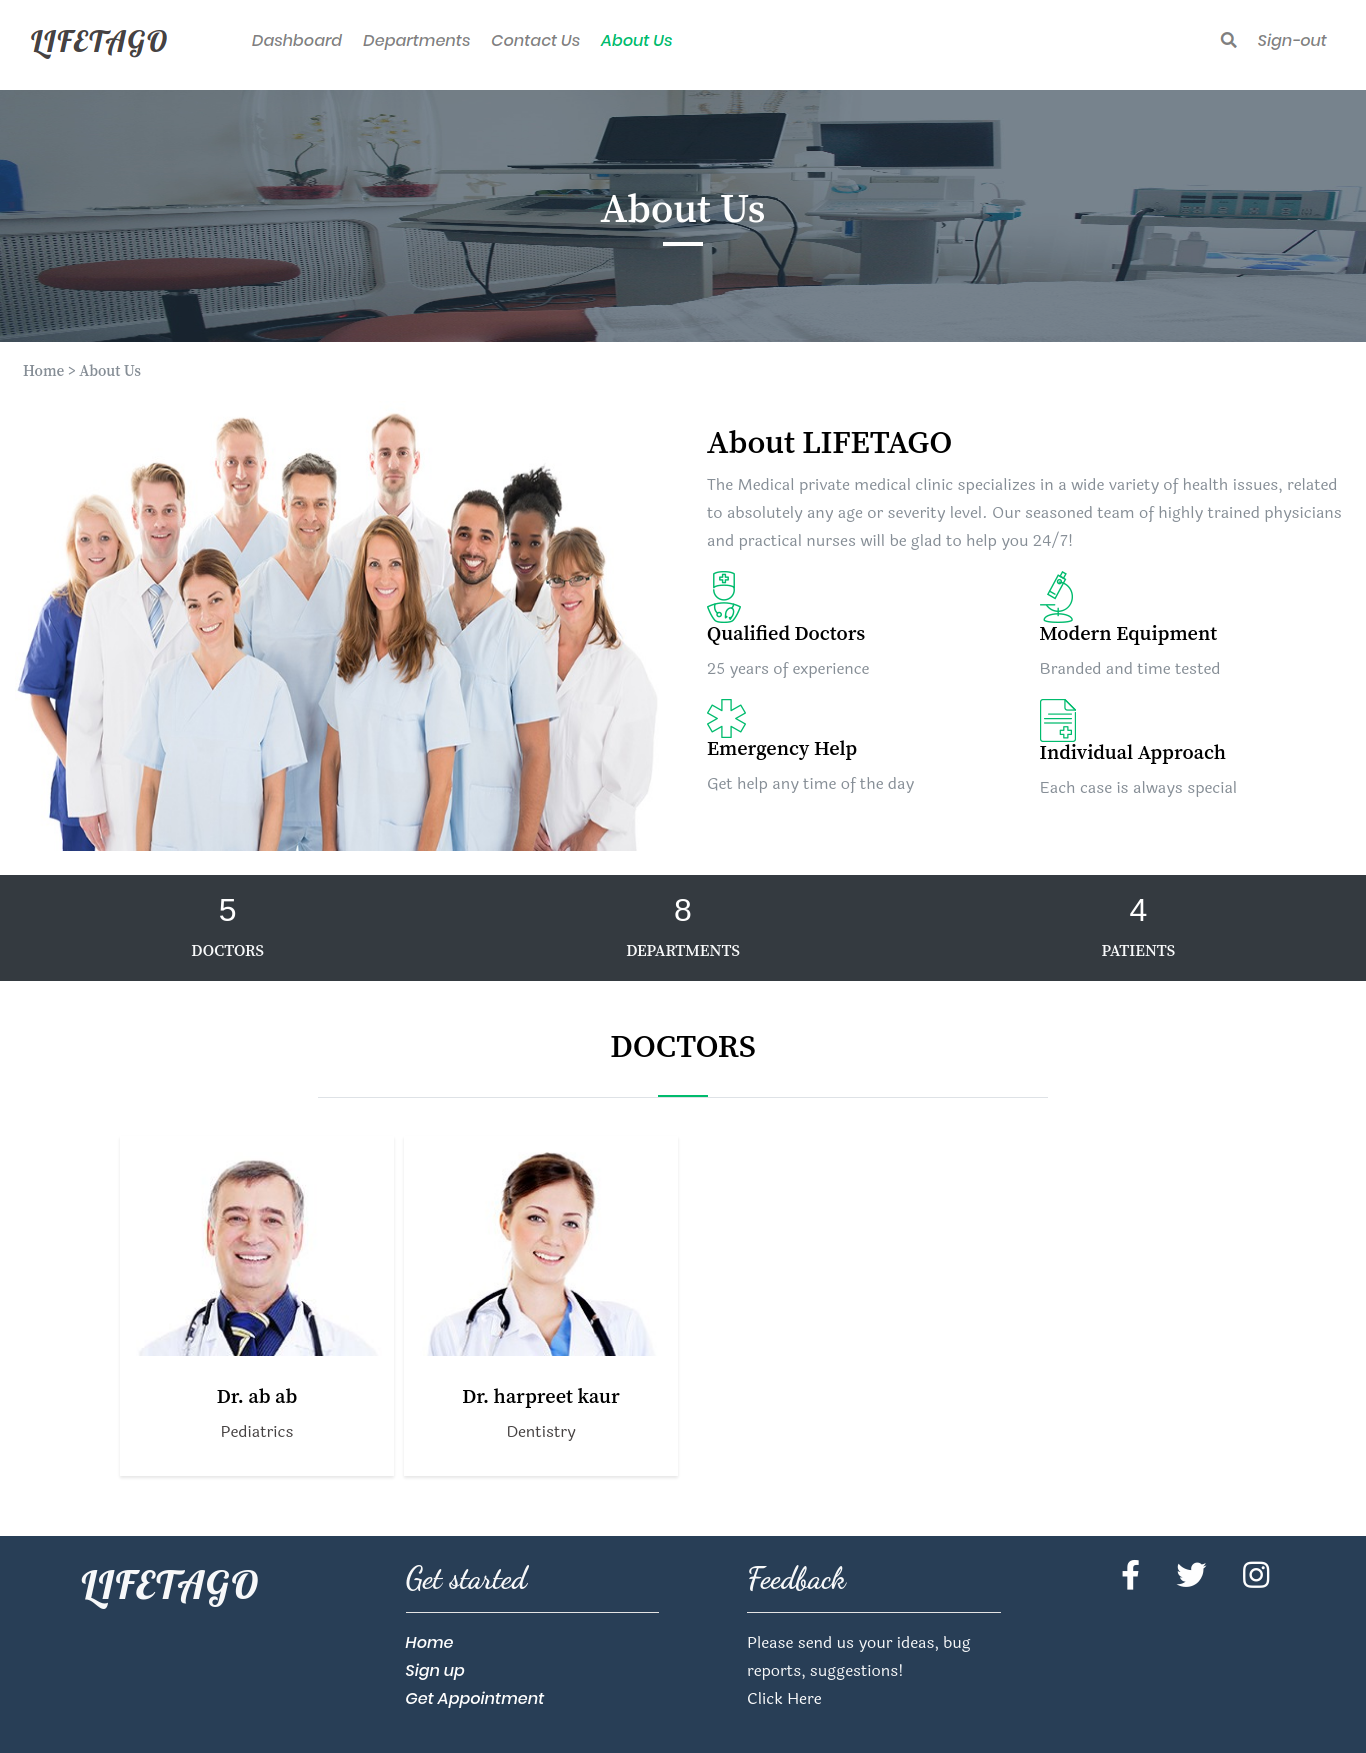 LIFETAGO
Dashboard Departments Contact Us About Us
Sign-out
About Us
Home > About Us
About LIFETAGO
The Medical private medical clinic specializes in a wide variety of health issues, related
to absolutely any age or severity level. Our seasoned team of highly trained physicians
and practical nurses will be glad to help you 24/7!
Qualified Doctors
25 years of experience
Modern Equipment
Branded and time tested
Emergency Help
Get help any time of the day
Individual Approach
Each case is always special
5
DOCTORS
8
DEPARTMENTS
4
PATIENTS
DOCTORS
Dr. ab ab
Pediatrics
Dr. harpreet kaur
Dentistry
LIFETAGO
Get started
Home
Sign up
Get Appointment
Feedback
Please send us your ideas, bug
reports, suggestions!
Click Here